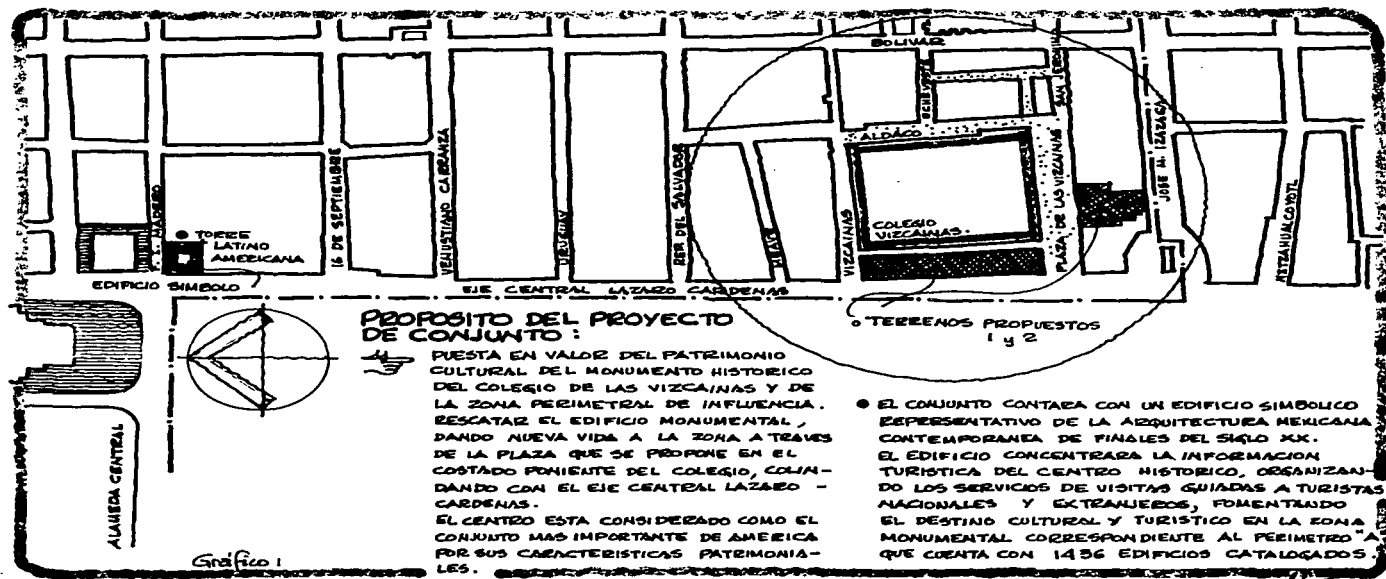 BOLIVAR
ECHEVESTE
SAN
JOSE M. IZAZAGA
ALDACO
F. I. MADERO
16 DE SEPTIEMBRE
VENUSTIANO CARRANZA
URUGUAY
REP. DEL SALVADOR
VIZCAINAS
PLAZA DE LAS VIZCAINAS
NETZAHUALCOYOTL
TORRE
LATINO
AMERICANA
COLEGIO
VIZCAINAS.
EDIFICIO SIMBOLO
EJE CENTRAL LAZARO CARDENAS
TERRENOS PROPUESTOS
1 y 2
ALAMEDA CENTRAL
PROPOSITO DEL PROYECTO
DE CONJUNTO :
PUESTA EN VALOR DEL PATRIMONIO
CULTURAL DEL MONUMENTO HISTORICO
DEL COLEGIO DE LAS VIZCAINAS Y DE
LA ZONA PERIMETRAL DE INFLUENCIA.
RESCATAR EL EDIFICIO MONUMENTAL,
DANDO NUEVA VIDA A LA ZONA A TRAVES
DE LA PLAZA QUE SE PROPONE EN EL
COSTADO PONIENTE DEL COLEGIO, COLIN-
DANDO CON EL EJE CENTRAL LAZARO -
CARDENAS.
EL CENTRO ESTA CONSIDERADO COMO EL
CONJUNTO MAS IMPORTANTE DE AMERICA
POR SUS CARACTERISTICAS PATRIMONIA-
LES.
EL CONJUNTO CONTARA CON UN EDIFICIO SIMBOLICO
REPRESENTATIVO DE LA ARQUITECTURA MEXICANA
CONTEMPORANEA DE FINALES DEL SIGLO XX.
EL EDIFICIO CONCENTRARA LA INFORMACION
TURISTICA DEL CENTRO HISTORICO, ORGANIZAN-
DO LOS SERVICIOS DE VISITAS GUIADAS A TURISTAS
NACIONALES Y EXTRANJEROS, FOMENTANDO
EL DESTINO CULTURAL Y TURISTICO EN LA ZONA
MONUMENTAL CORRESPONDIENTE AL PERIMETRO "A"
QUE CUENTA CON 1436 EDIFICIOS CATALOGADOS.
Gráfico 1